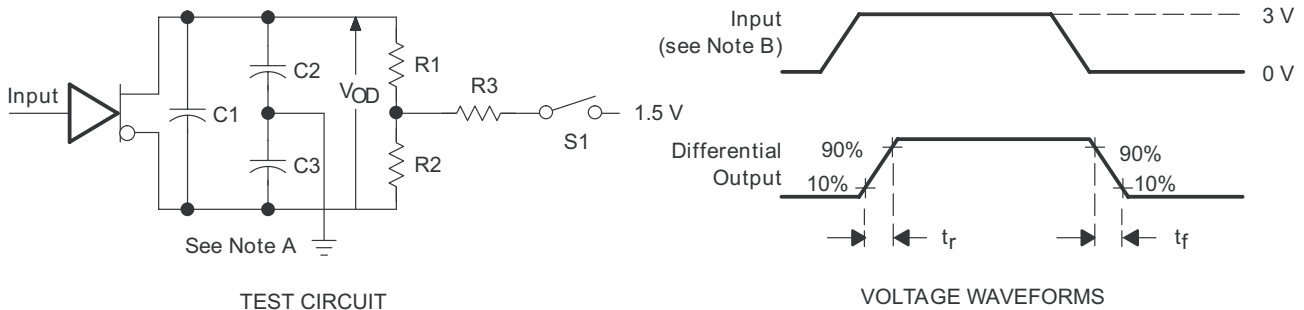 Input
C1
C2
C3
VOD
R1
R2
R3
S1
1.5 V
See Note A
TEST CIRCUIT
Input
(see Note B)
3 V
0 V
Differential
Output
90%
10%
90%
10%
tr
tf
VOLTAGE WAVEFORMS